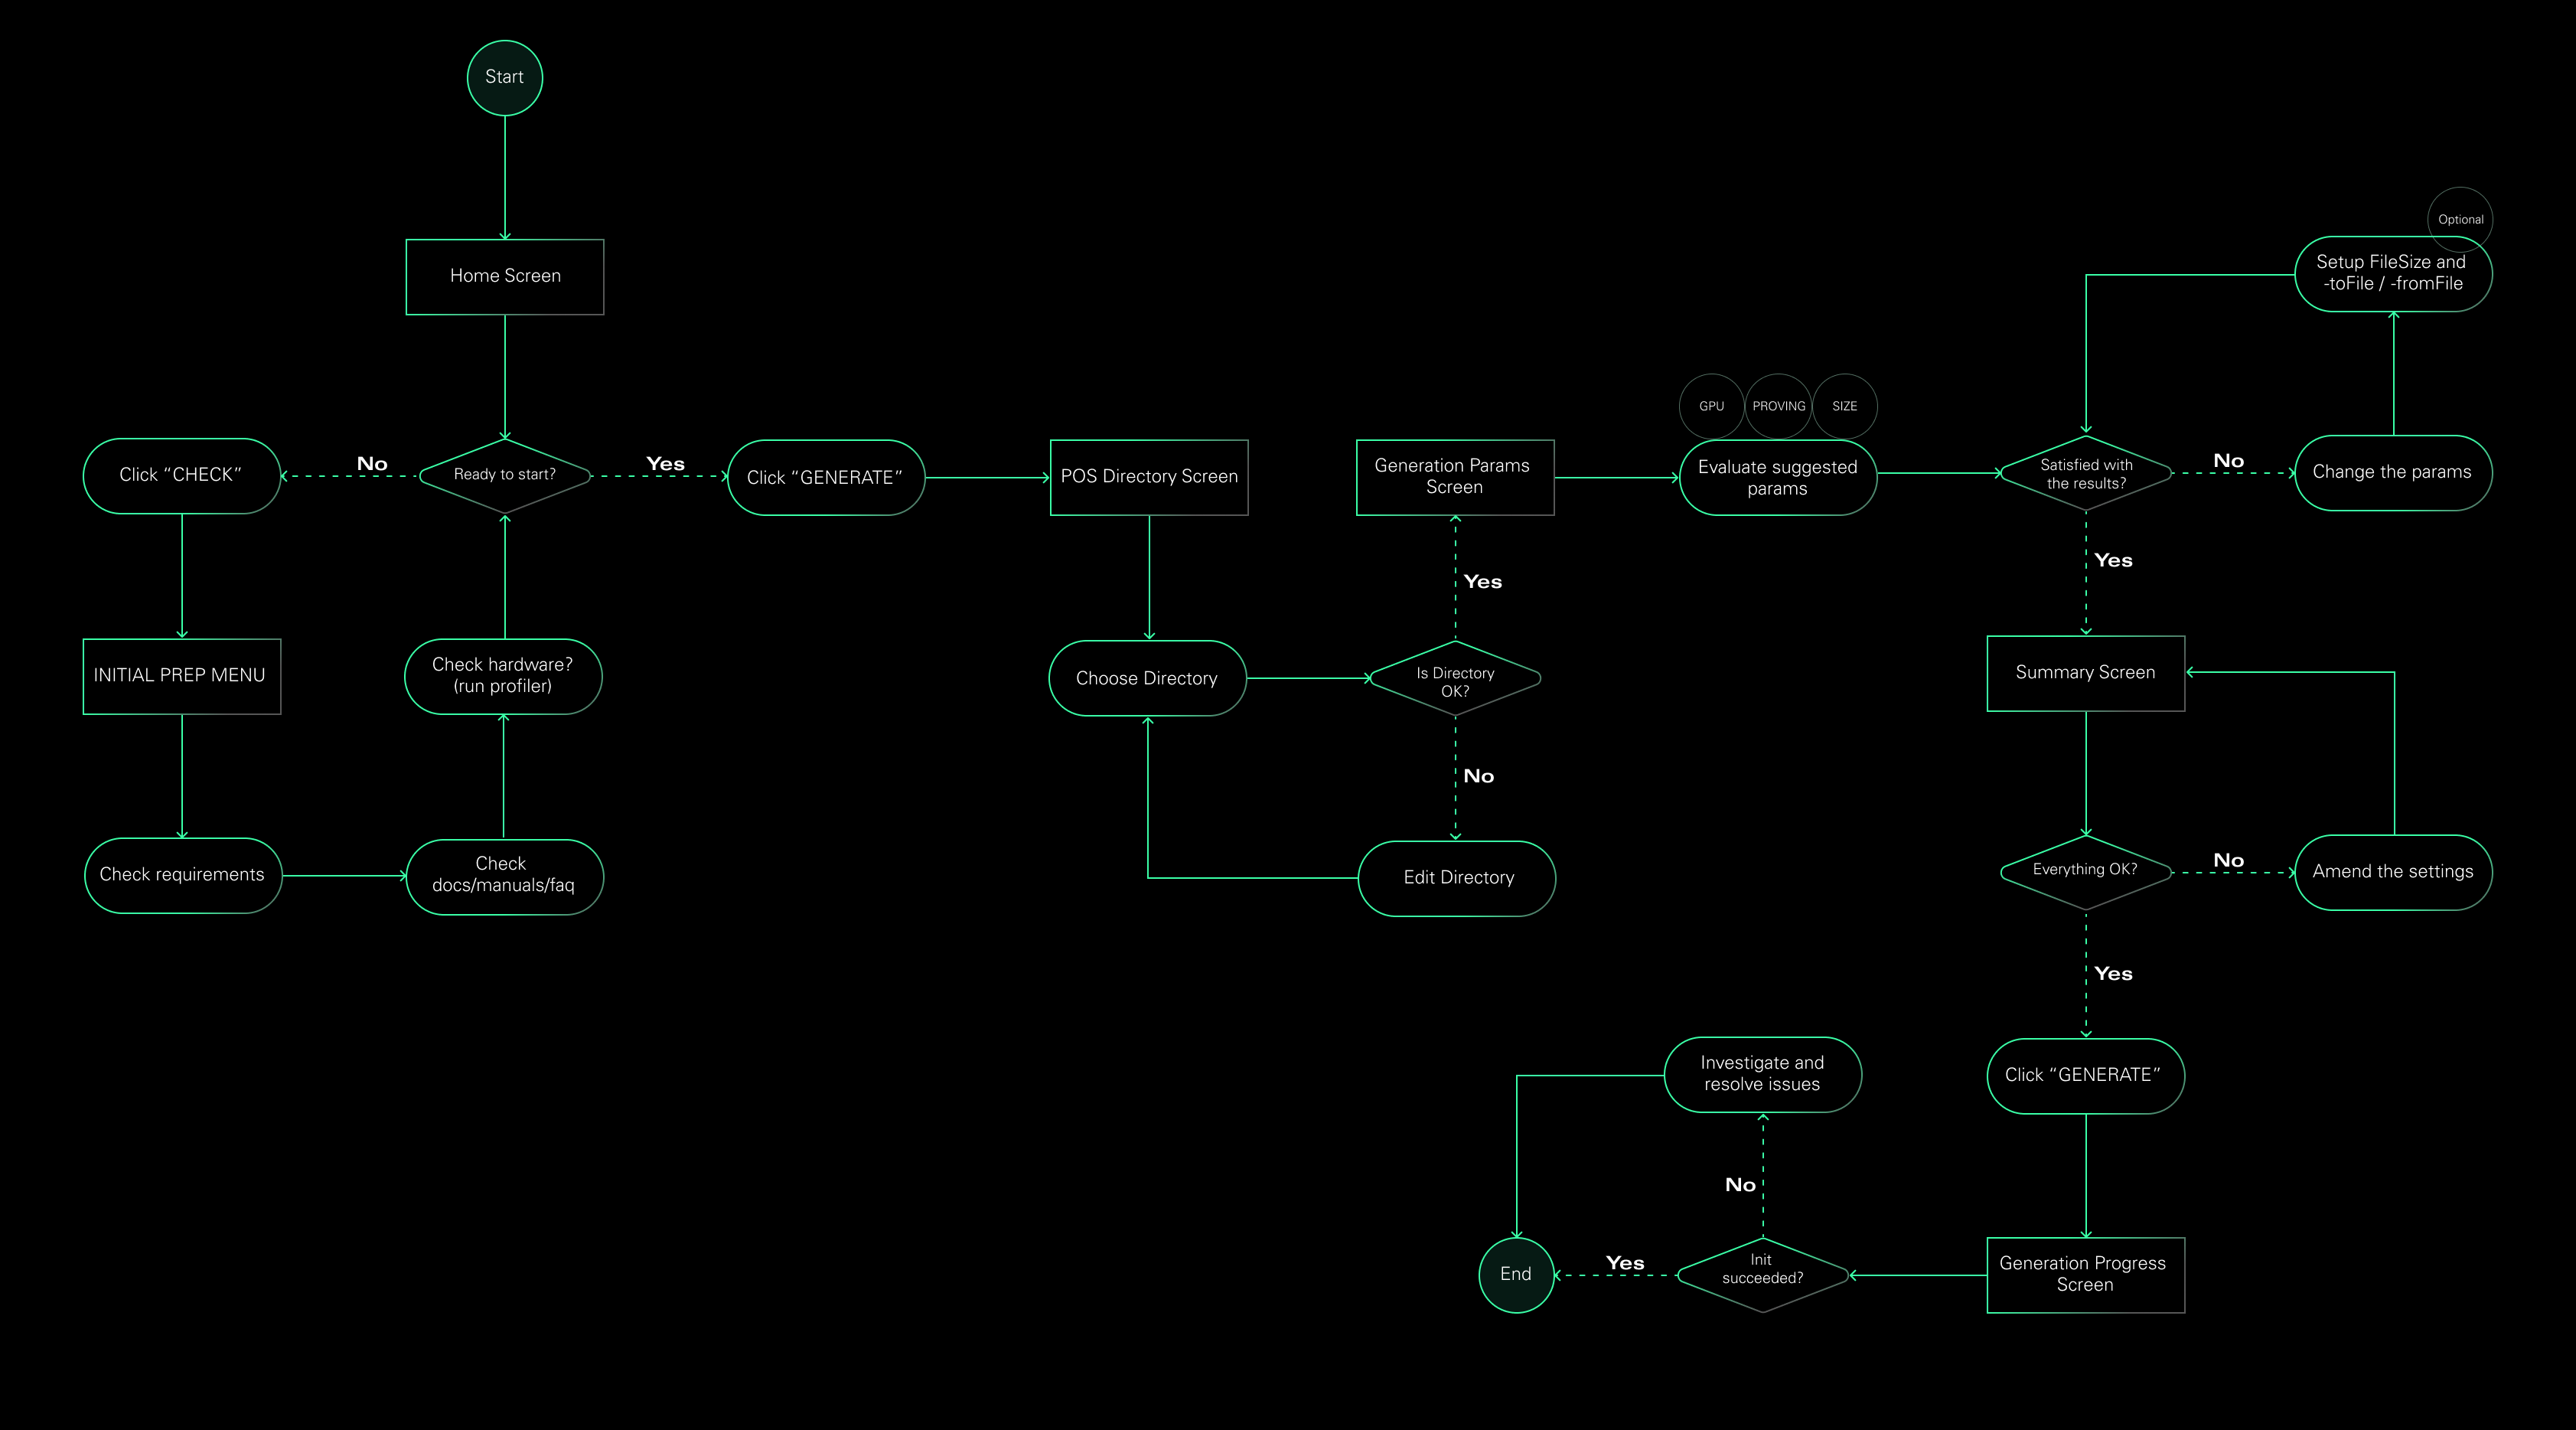 Start
Home Screen
Optional
Setup FileSize and
-toFile / -fromFile
GPU
PROVING
SIZE
Click “CHECK”
No
Ready to start?
Yes
Click “GENERATE”
POS Directory Screen
Generation Params
Screen
Evaluate suggested
params
Satisfied with
the results?
No
Change the params
Yes
Yes
INITIAL PREP MENU
Check hardware?
(run profiler)
Choose Directory
Is Directory
OK?
Summary Screen
No
Check requirements
Check
docs/manuals/faq
Edit Directory
Everything OK?
No
Amend the settings
Yes
Investigate and
resolve issues
Click “GENERATE”
No
End
Yes
Init
succeeded?
Generation Progress
Screen